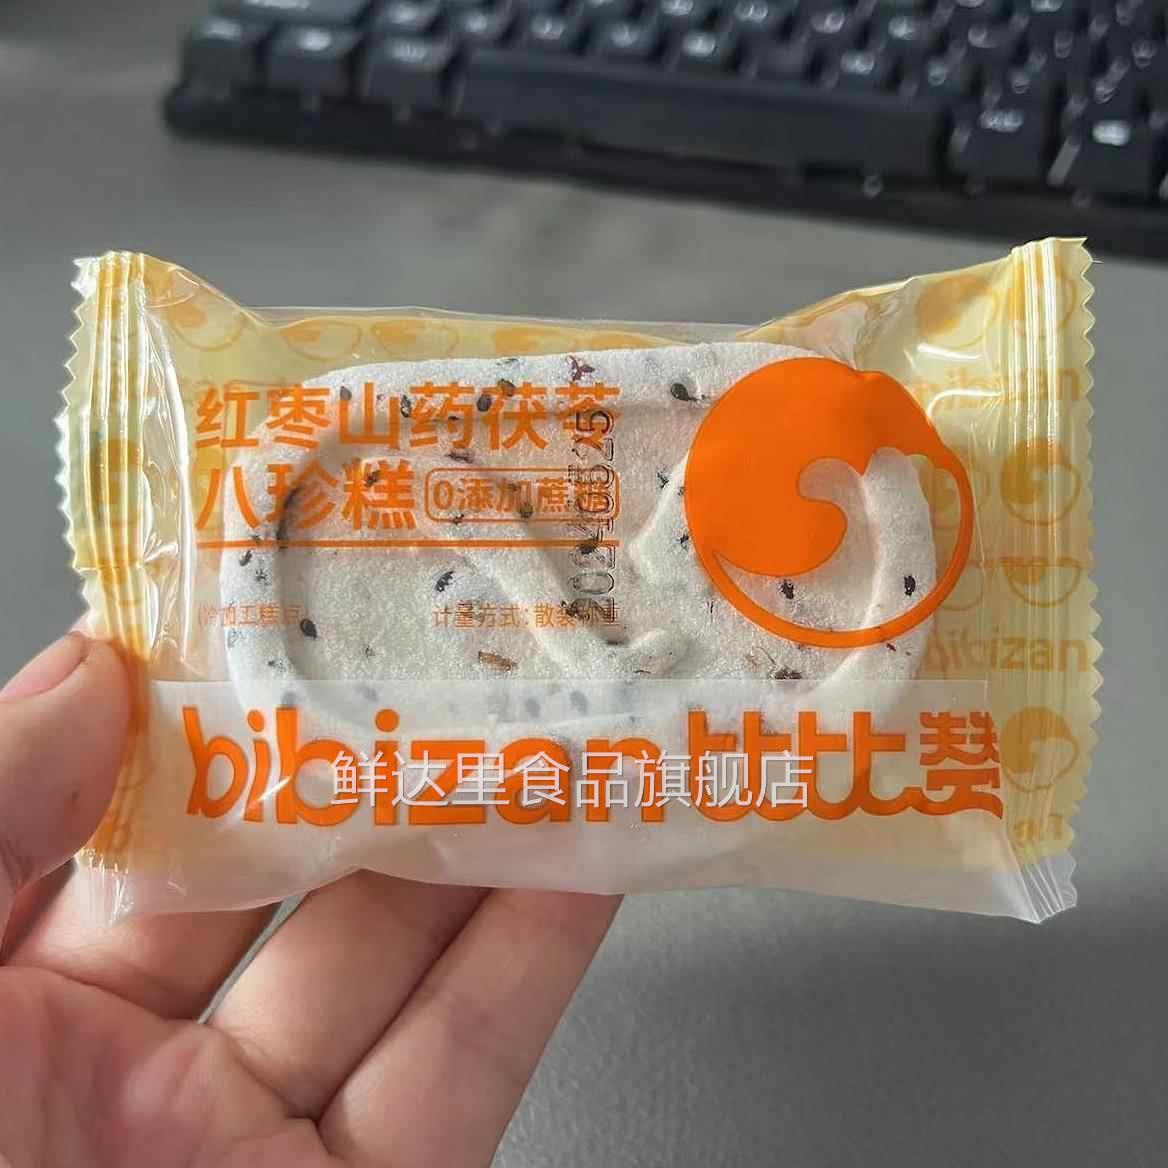 红枣山药茯苓
八珍糕 0添加蔗糖
(冷加工糕点)
计量方式:散装称重
bibizan 比比赞
鲜达里食品旗舰店
bibizan